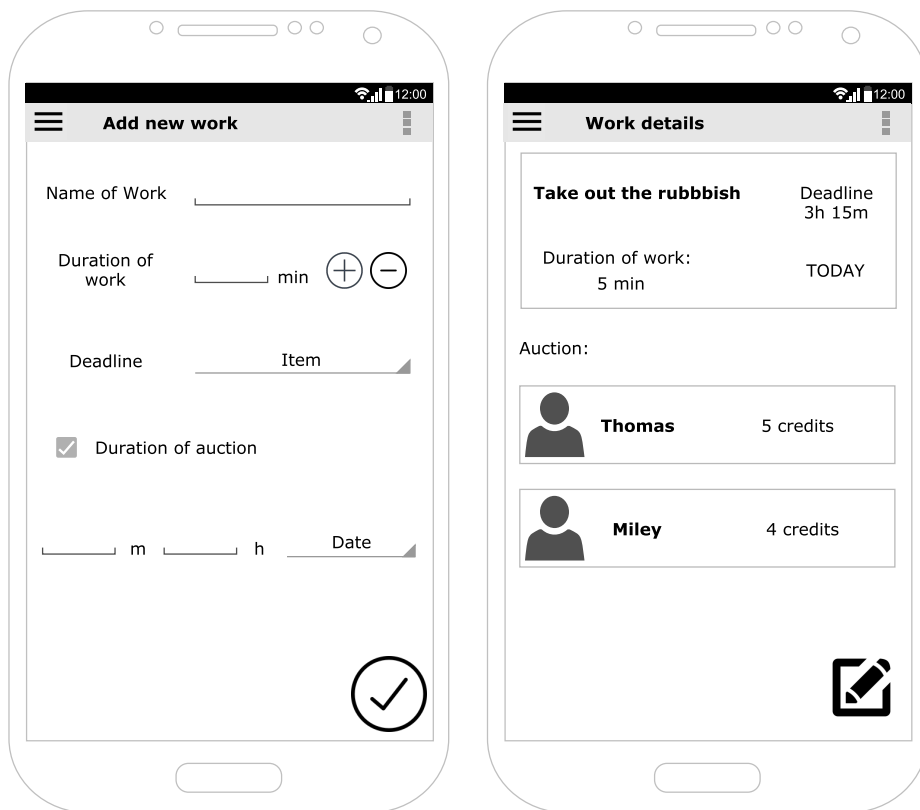 12:00
Add new work
Name of Work
Duration of
work
min
Deadline
Item
Duration of auction
m
h
Date
12:00
Work details
Take out the rubbbish
Deadline
3h 15m
Duration of work:
5 min
TODAY
Auction:
Thomas
5 credits
Miley
4 credits